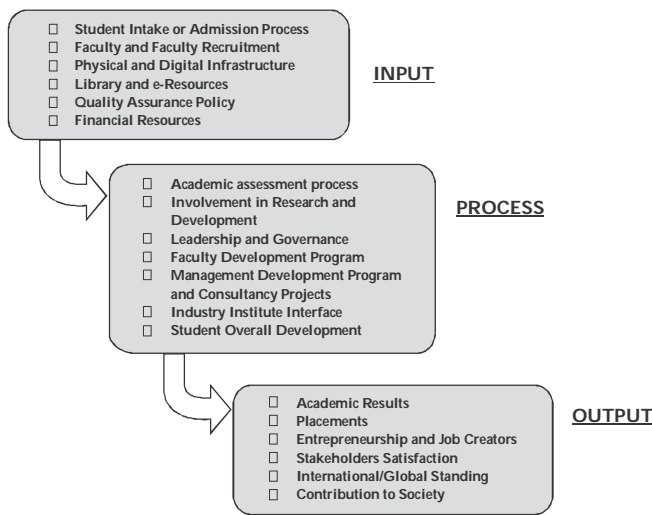 Student Intake or Admission Process
Faculty and Faculty Recruitment
Physical and Digital Infrastructure
Library and e-Resources
Quality Assurance Policy
Financial Resources
INPUT
Academic assessment process
Involvement in Research and
Development
Leadership and Governance
Faculty Development Program
Management Development Program
and Consultancy Projects
Industry Institute Interface
Student Overall Development
PROCESS
Academic Results
Placements
Entrepreneurship and Job Creators
Stakeholders Satisfaction
International/Global Standing
Contribution to Society
OUTPUT